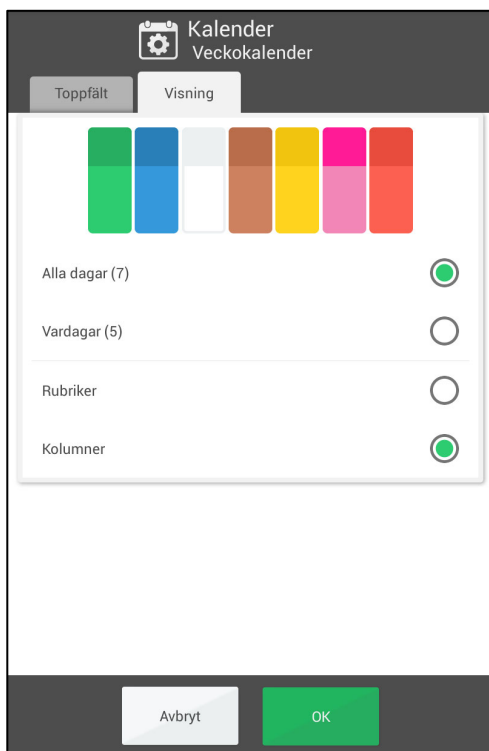 Kalender
Veckokalender
Toppfält
Visning
Alla dagar (7)
Vardagar (5)
Rubriker
Kolumner
Avbryt
OK